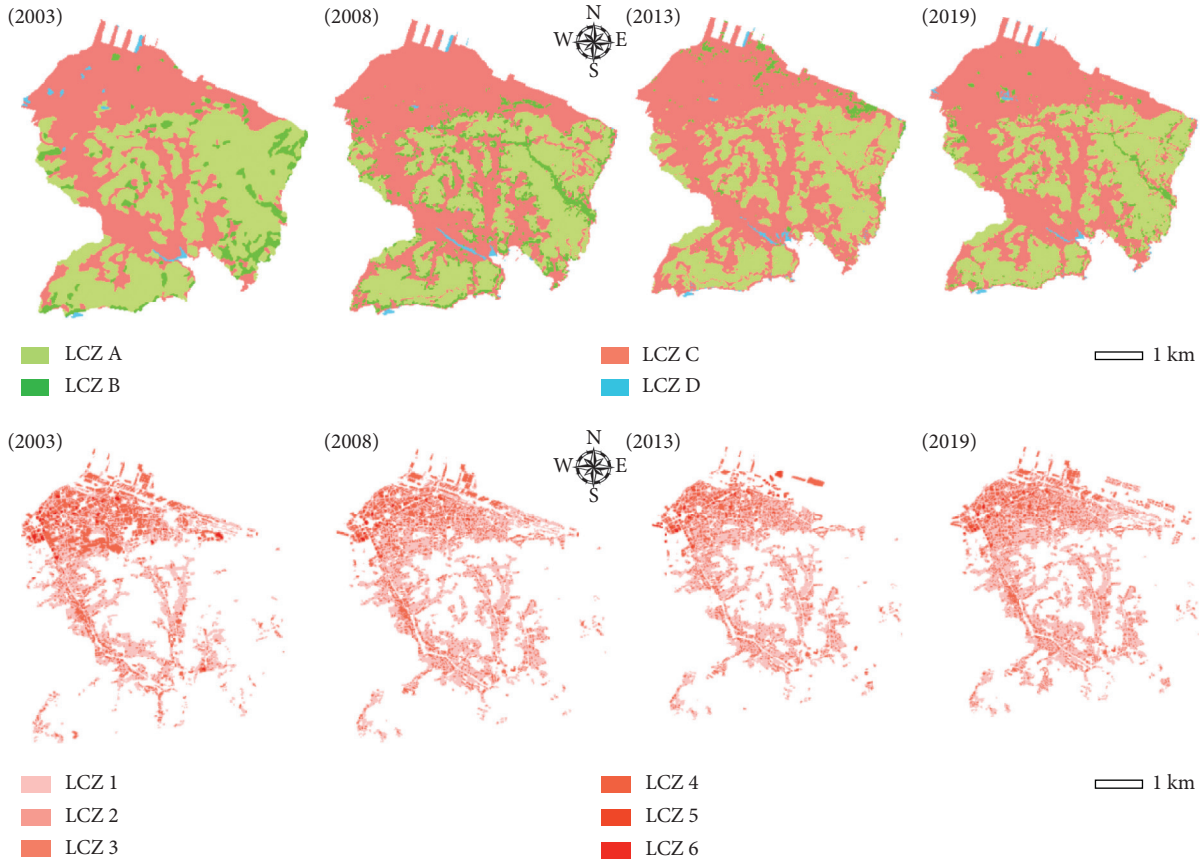 (2003) (2008) (2013) (2019)
N
W E
S
LCZ A LCZ C 1 km
LCZ B LCZ D
(2003) (2008) (2013) (2019)
N
W E
S
LCZ 1 LCZ 4 1 km
LCZ 2 LCZ 5
LCZ 3 LCZ 6